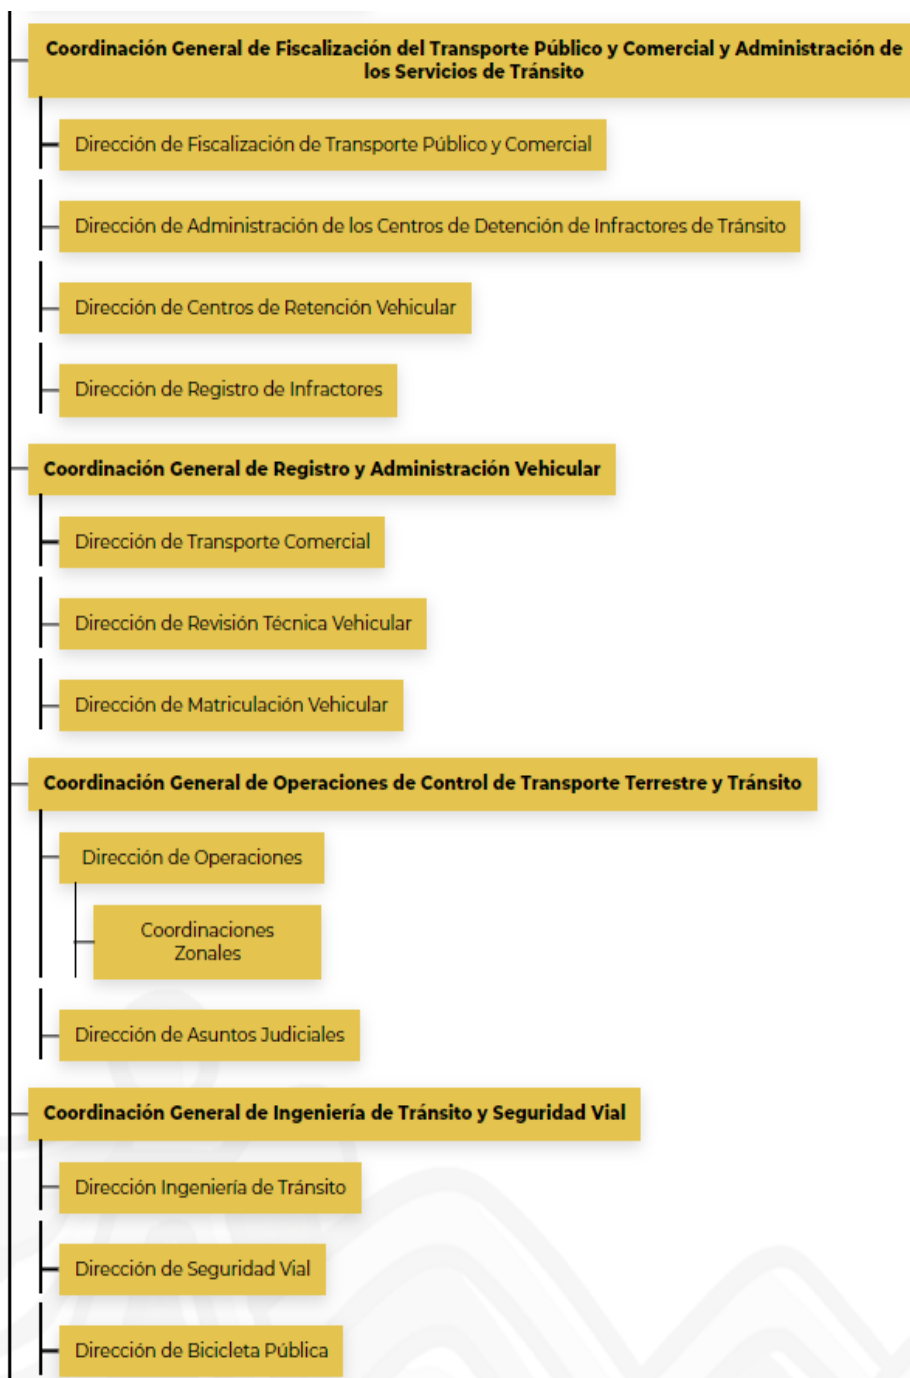 Coordinación General de Fiscalización del Transporte Público y Comercial y Administración de
los Servicios de Tránsito
Dirección de Fiscalización de Transporte Público y Comercial
Dirección de Administración de los Centros de Detención de Infractores de Tránsito
Dirección de Centros de Retención Vehicular
Dirección de Registro de Infractores
Coordinación General de Registro y Administración Vehicular
Dirección de Transporte Comercial
Dirección de Revisión Técnica Vehicular
Dirección de Matriculación Vehicular
Coordinación General de Operaciones de Control de Transporte Terrestre y Tránsito
Dirección de Operaciones
Coordinaciones
Zonales
Dirección de Asuntos Judiciales
Coordinación General de Ingeniería de Tránsito y Seguridad Vial
Dirección Ingeniería de Tránsito
Dirección de Seguridad Vial
Dirección de Bicicleta Pública